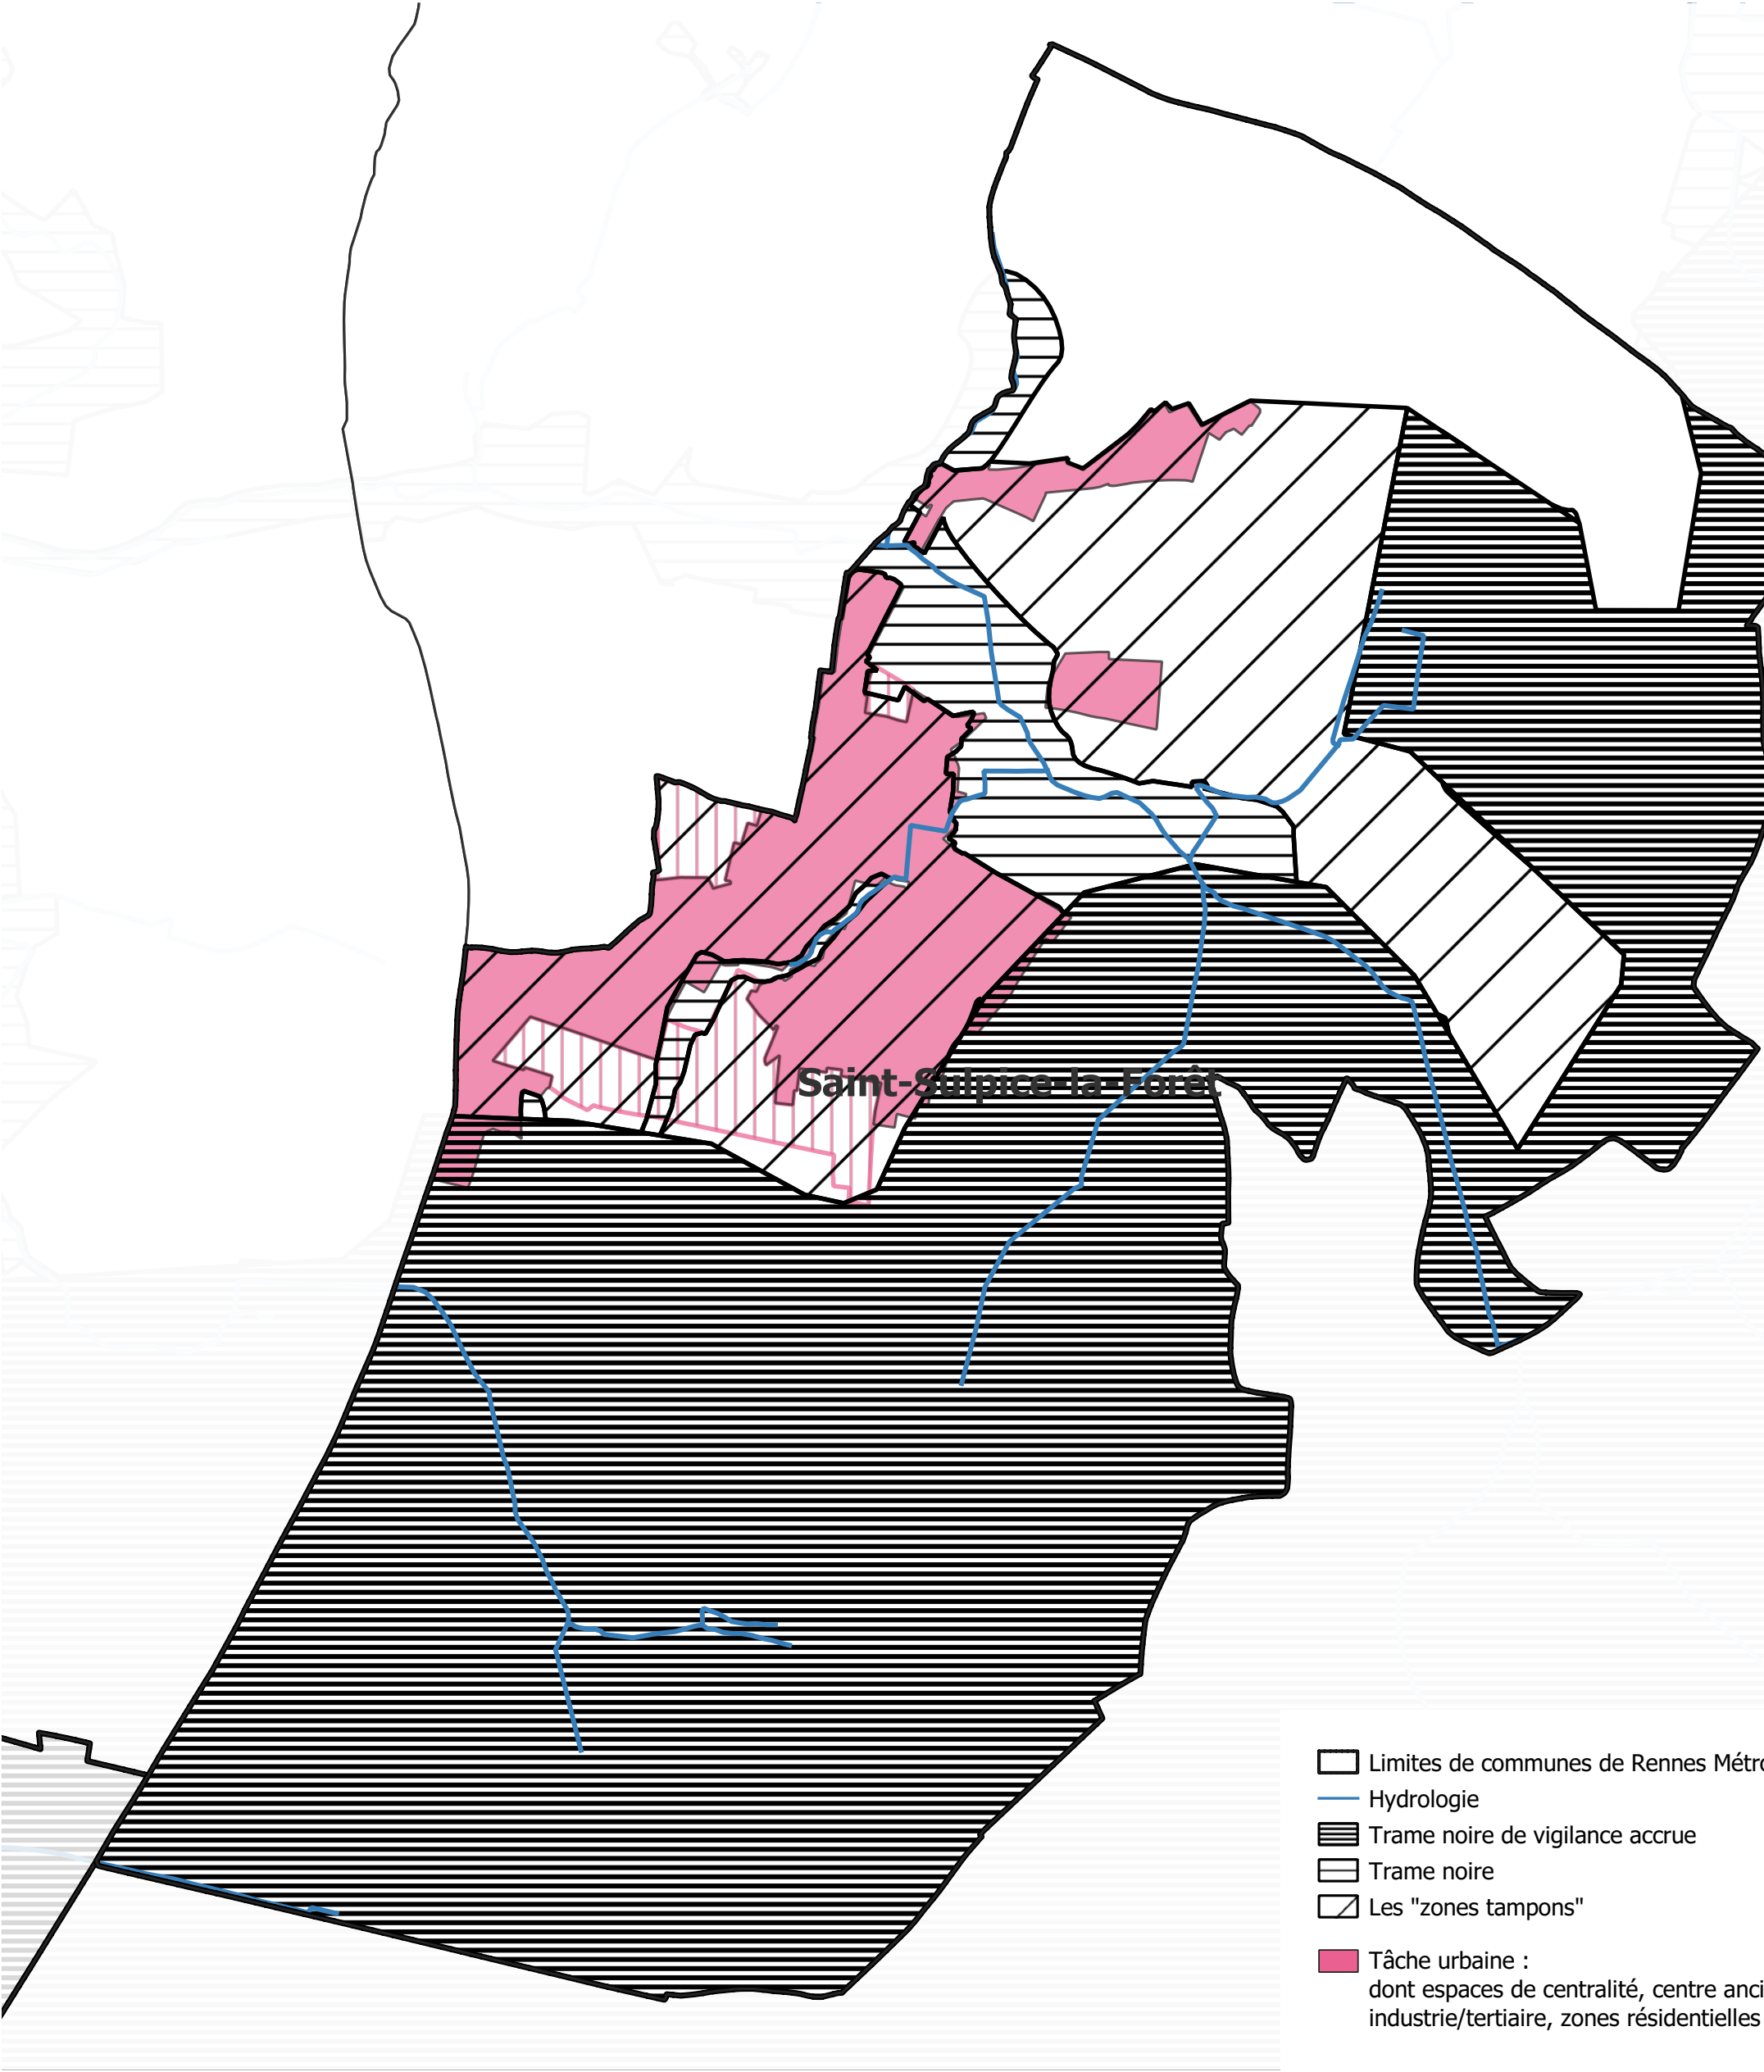 Saint-Sulpice-la-Forêt
Limites de communes de Rennes Métro
Hydrologie
Trame noire de vigilance accrue
Trame noire
Les "zones tampons"
Tâche urbaine :
dont espaces de centralité, centre anci
industrie/tertiaire, zones résidentielles